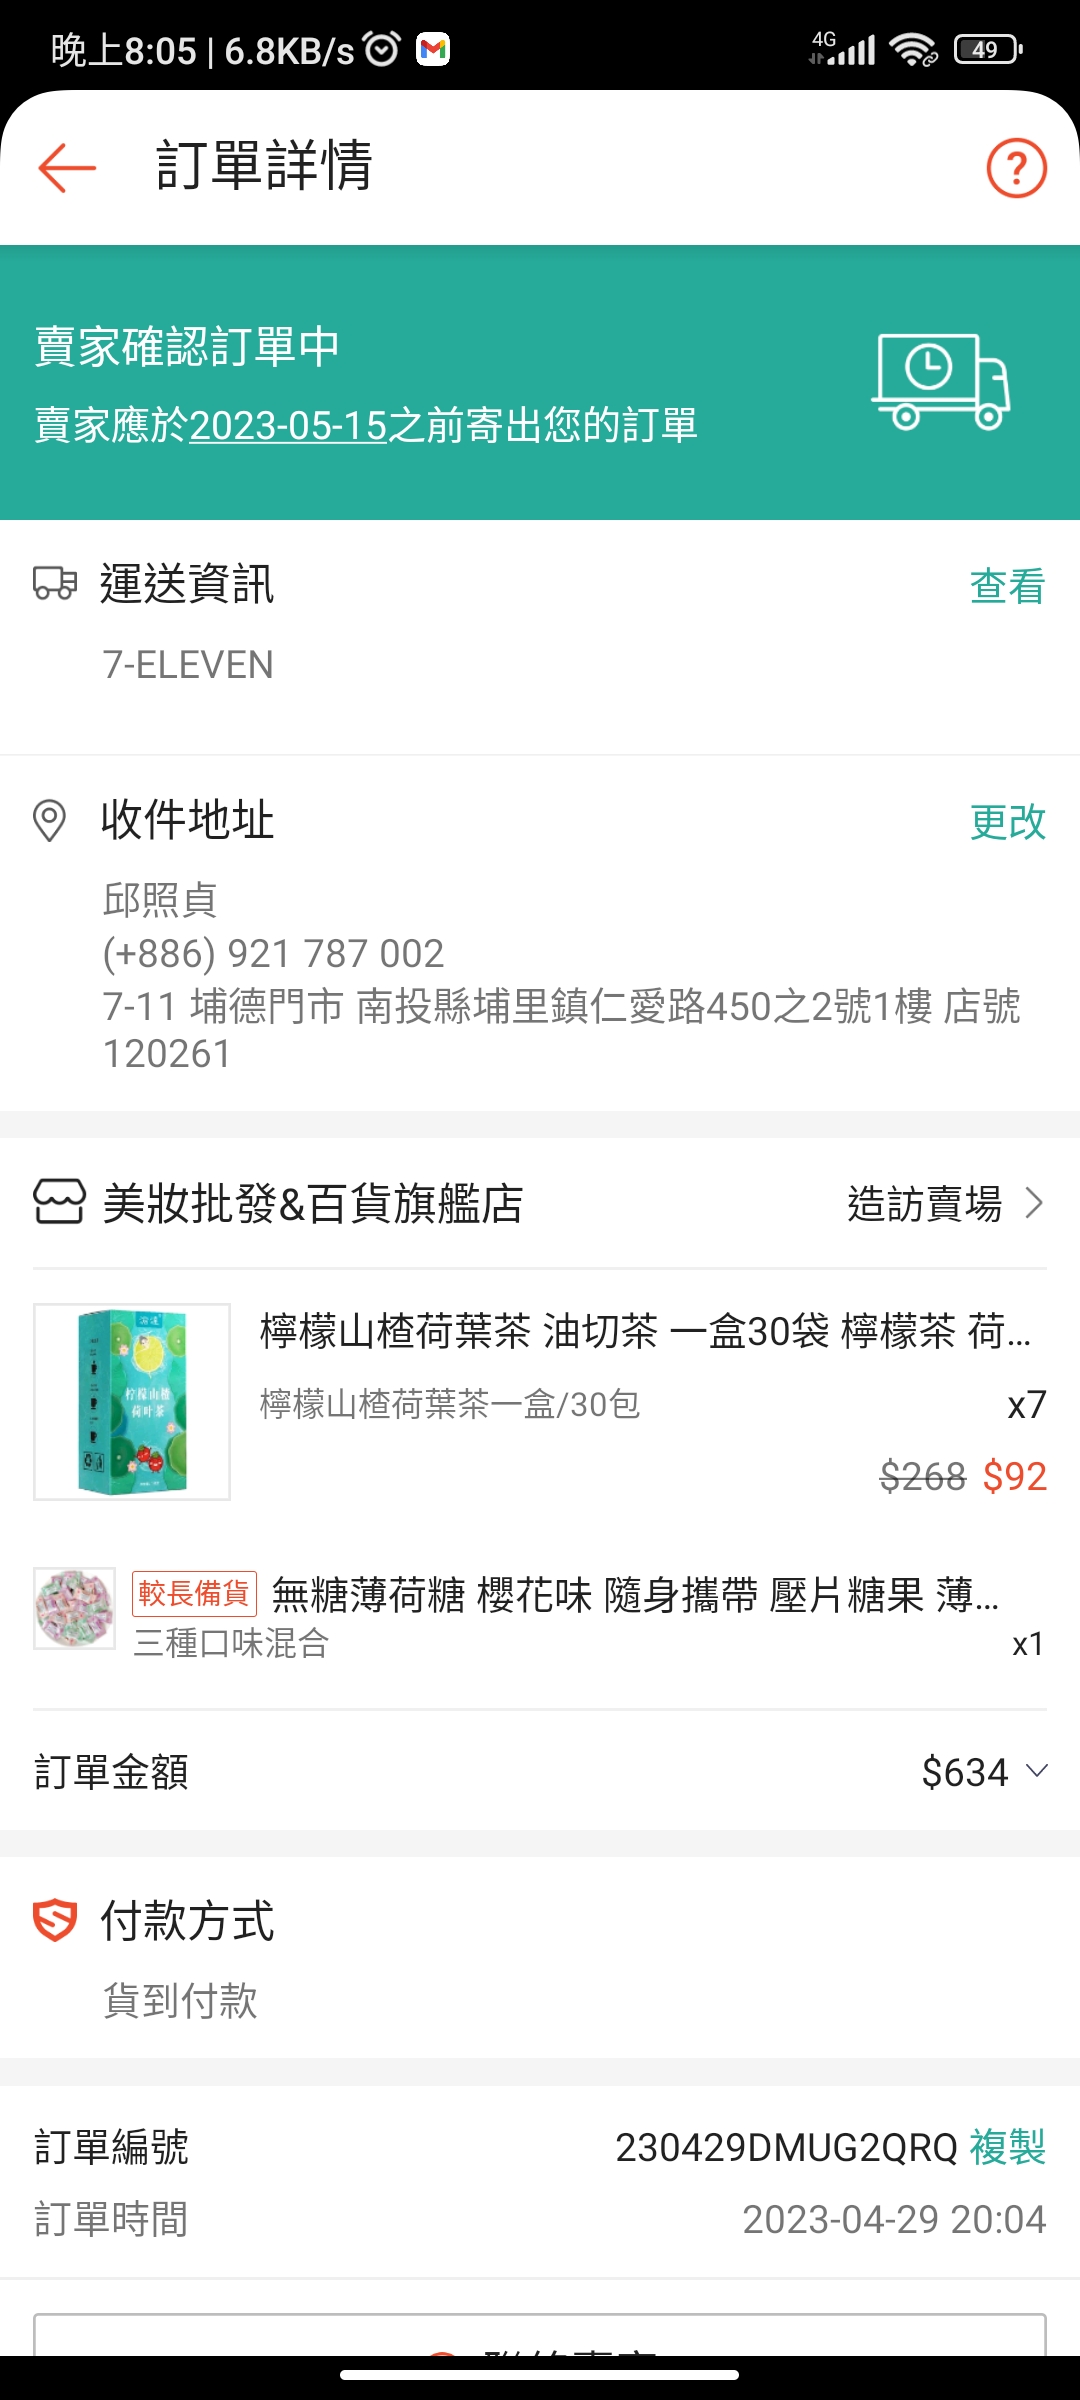 晚上8:05 | 6.8KB/s
4G
49
訂單詳情
?
賣家確認訂單中
賣家應於2023-05-15之前寄出您的訂單
運送資訊
查看
7-ELEVEN
收件地址
更改
邱照貞
(+886) 921 787 002
7-11 埔德門市 南投縣埔里鎮仁愛路450之2號1樓 店號
120261
美妝批發&百貨旗艦店
造訪賣場
檸檬山楂荷葉茶 油切茶 一盒30袋 檸檬茶 荷...
柠檬山楂
荷叶茶
檸檬山楂荷葉茶一盒/30包
x7
$268 $92
較長備貨 無糖薄荷糖 櫻花味 隨身攜帶 壓片糖果 薄...
三種口味混合
x1
訂單金額
$634
付款方式
貨到付款
訂單編號
230429DMUG2QRQ 複製
訂單時間
2023-04-29 20:04